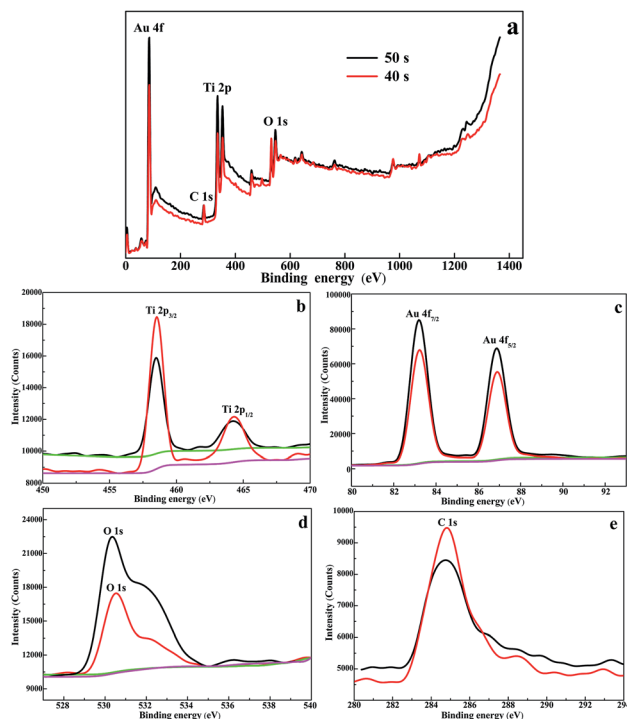 a
Au 4f
50 s
40 s
Ti 2p
O 1s
C 1s
0 200 400 600 800 1000 1200 1400
Binding energy (eV)
b
Ti 2p3/2
Ti 2p1/2
Intensity (Counts)
20000
18000
16000
14000
12000
10000
8000
450 455 460 465 470
Binding energy (eV)
c
Au 4f7/2
Au 4f5/2
Intensity (Counts)
100000
80000
60000
40000
20000
0
80 82 84 86 88 90 92
Binding energy (eV)
d
O 1s
O 1s
Intensity (Counts)
24000
21000
18000
15000
12000
9000
528 530 532 534 536 538 540
Binding energy (eV)
e
C 1s
Intensity (Counts)
10000
9000
8000
7000
6000
5000
4000
280 282 284 286 288 290 292 294
Binding energy (eV)